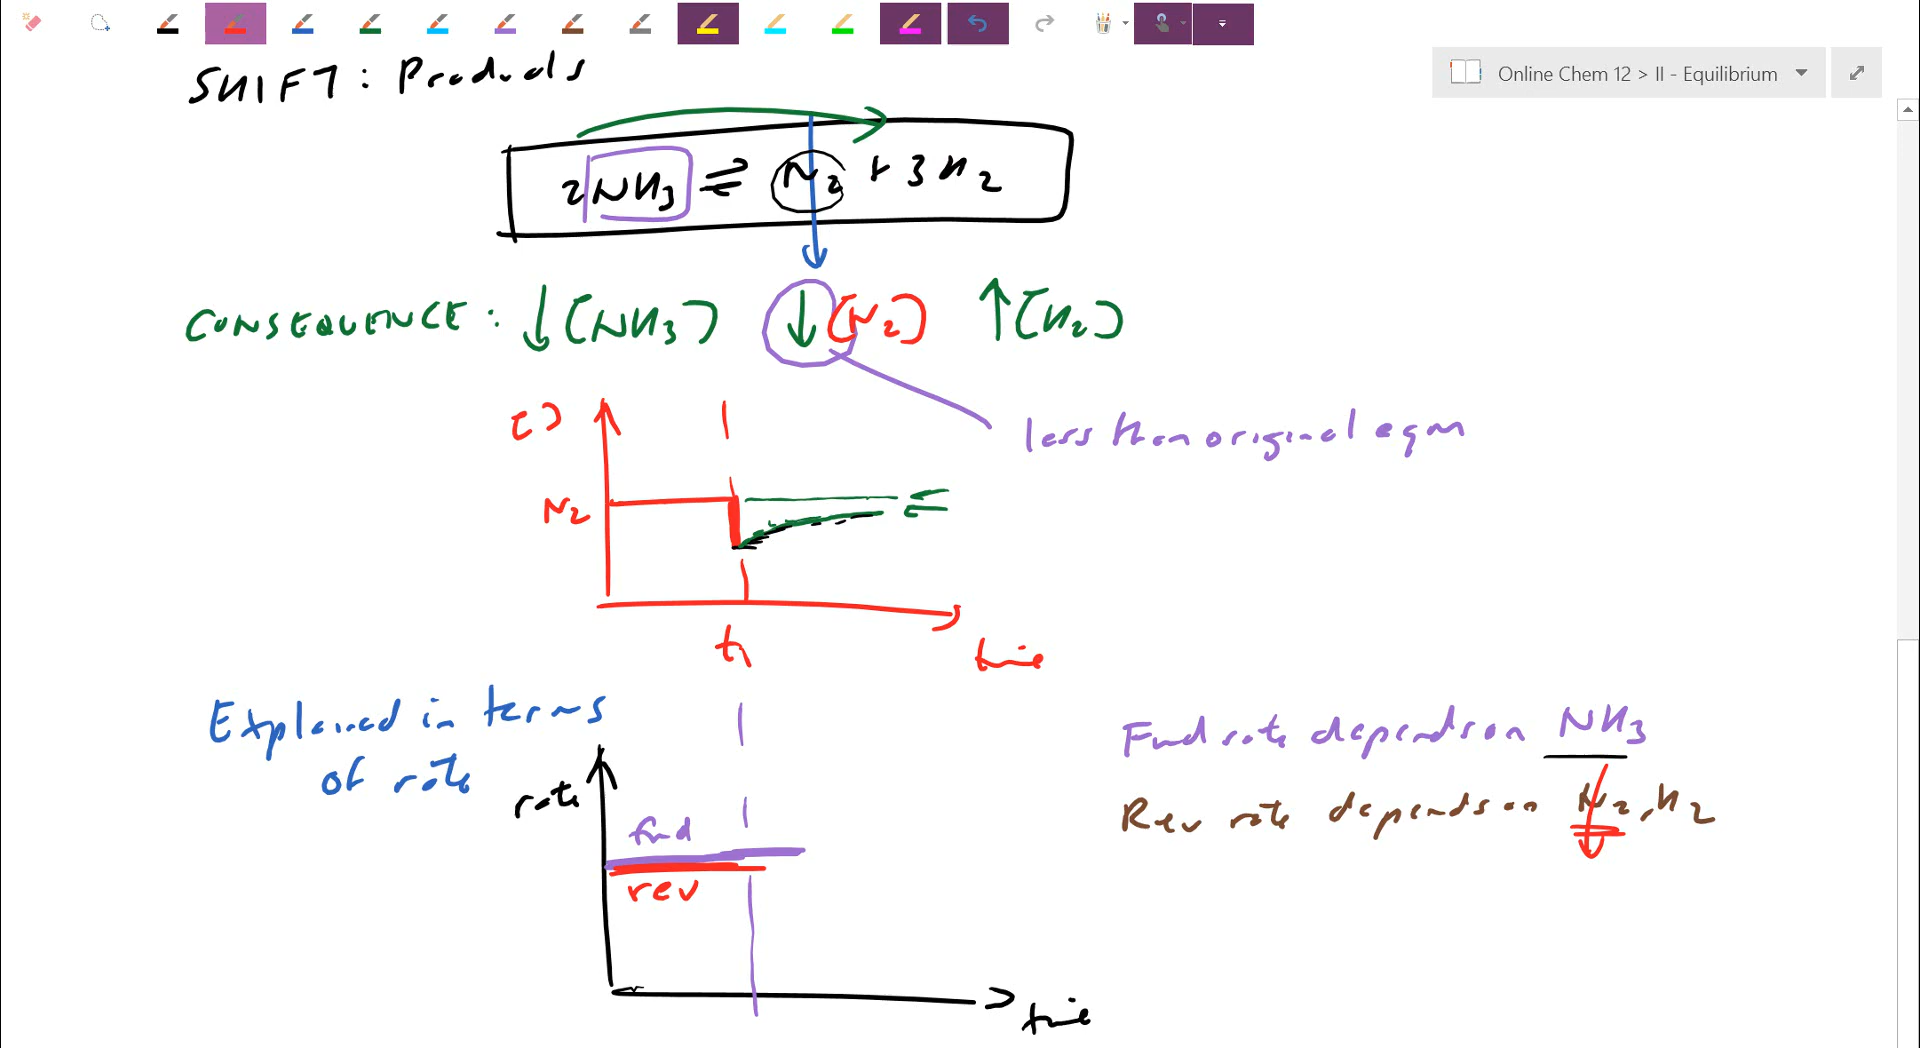 SHIFT: Products
Online Chem 12 > II - Equilibrium
2NH3 ⇌ N2 + 3H2
CONSEQUENCE: ↓[NH3] ↓[N2] ↑[H2]
[ ]
less than original eqm
N2
t1
time
Explained in terms
of rate
Fwd rate depends on NH3
Rev rate depends on N2, H2
rate
fwd
rev
time